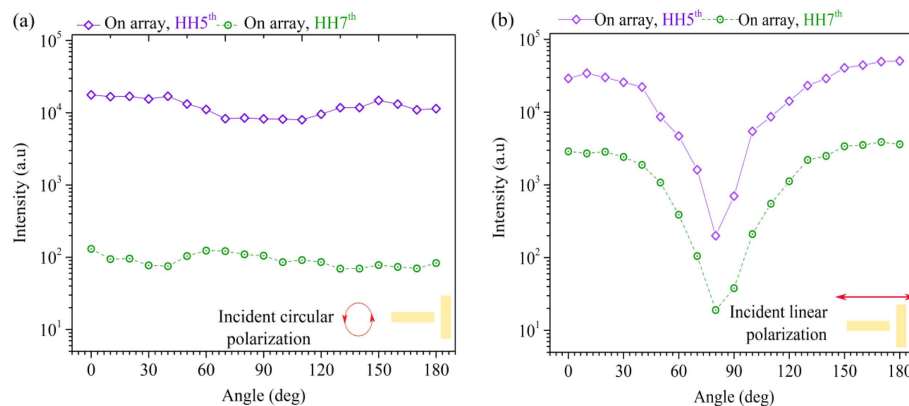 (a)
On array, HH5th
On array, HH7th
10^5
10^4
10^3
10^2
10^1
Intensity (a.u)
Incident circular
polarization
0 30 60 90 120 150 180
Angle (deg)
(b)
On array, HH5th
On array, HH7th
10^5
10^4
10^3
10^2
10^1
Intensity (a.u)
Incident linear
polarization
0 30 60 90 120 150 180
Angle (deg)